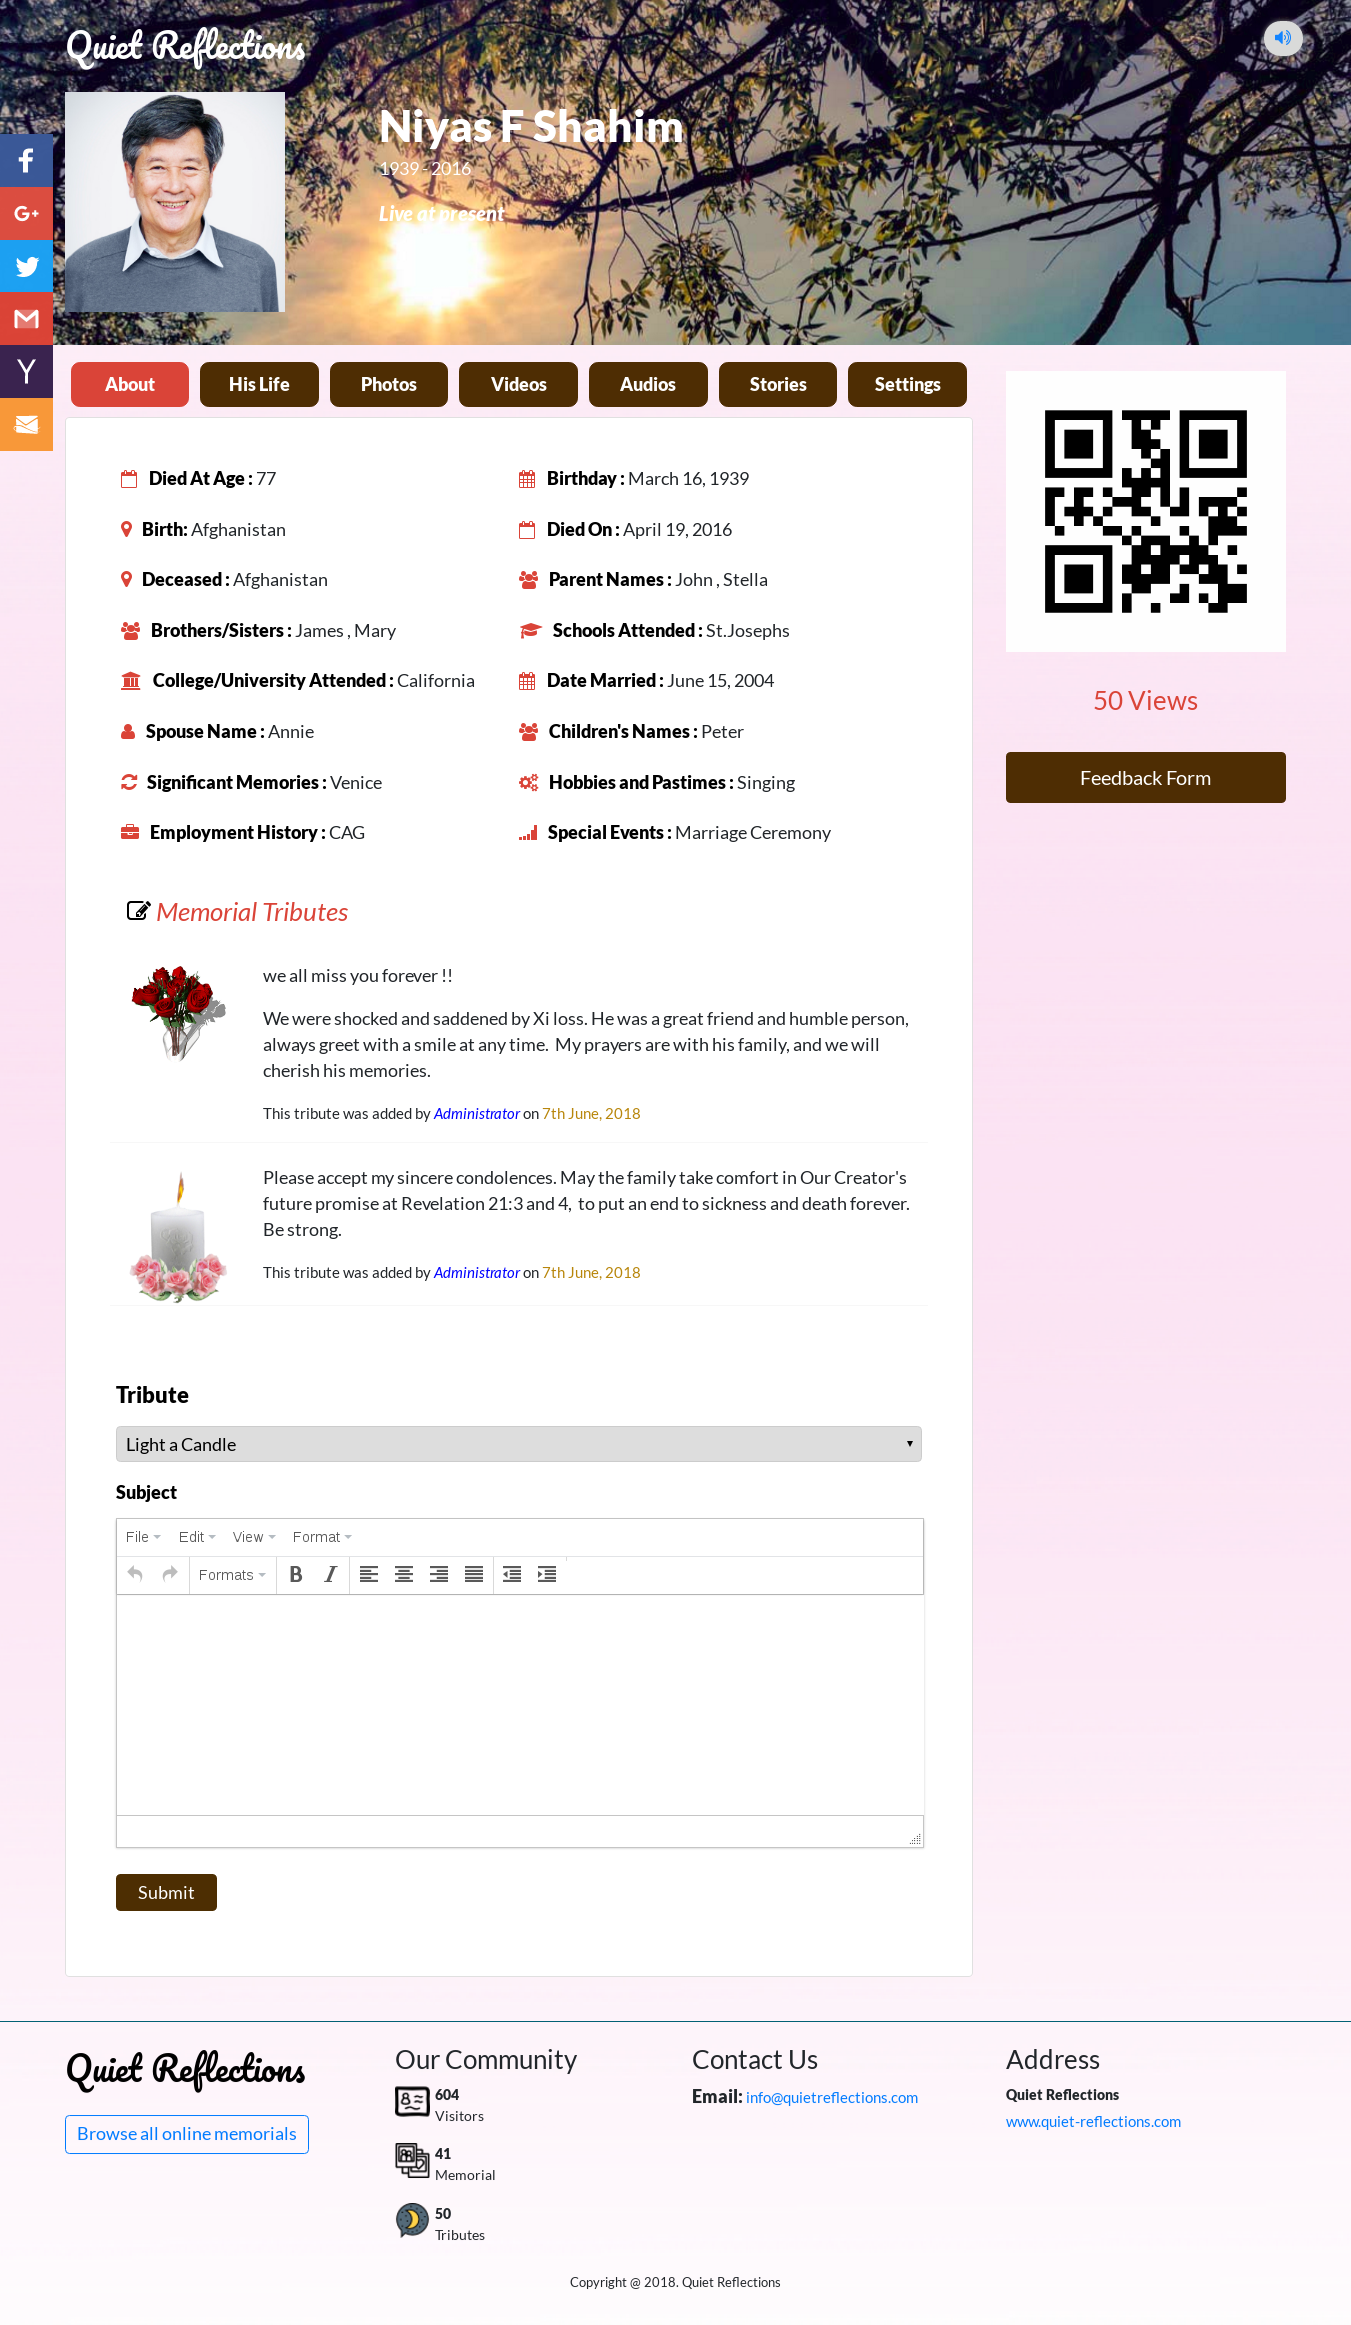 Quiet Reflections
Niyas F Shahim
1939 - 2016
Live at present
About
His Life
Photos
Videos
Audios
Stories
Settings
Died At Age : 77
Birthday : March 16, 1939
Birth: Afghanistan
Died On : April 19, 2016
Deceased : Afghanistan
Parent Names : John , Stella
Brothers/Sisters : James , Mary
Schools Attended : St.Josephs
College/University Attended : California
Date Married : June 15, 2004
Spouse Name : Annie
Children's Names : Peter
Significant Memories : Venice
Hobbies and Pastimes : Singing
Employment History : CAG
Special Events : Marriage Ceremony
50 Views
Feedback Form
Memorial Tributes
we all miss you forever !!
We were shocked and saddened by Xi loss. He was a great friend and humble person,
always greet with a smile at any time.  My prayers are with his family, and we will
cherish his memories.
This tribute was added by Administrator on 7th June, 2018
Please accept my sincere condolences. May the family take comfort in Our Creator's
future promise at Revelation 21:3 and 4,  to put an end to sickness and death forever.
Be strong.
This tribute was added by Administrator on 7th June, 2018
Tribute
Light a Candle
Subject
File Edit View Format
Formats B I
Submit
Quiet Reflections
Browse all online memorials
Our Community
604
Visitors
41
Memorial
50
Tributes
Contact Us
Email: info@quietreflections.com
Address
Quiet Reflections
www.quiet-reflections.com
Copyright @ 2018. Quiet Reflections